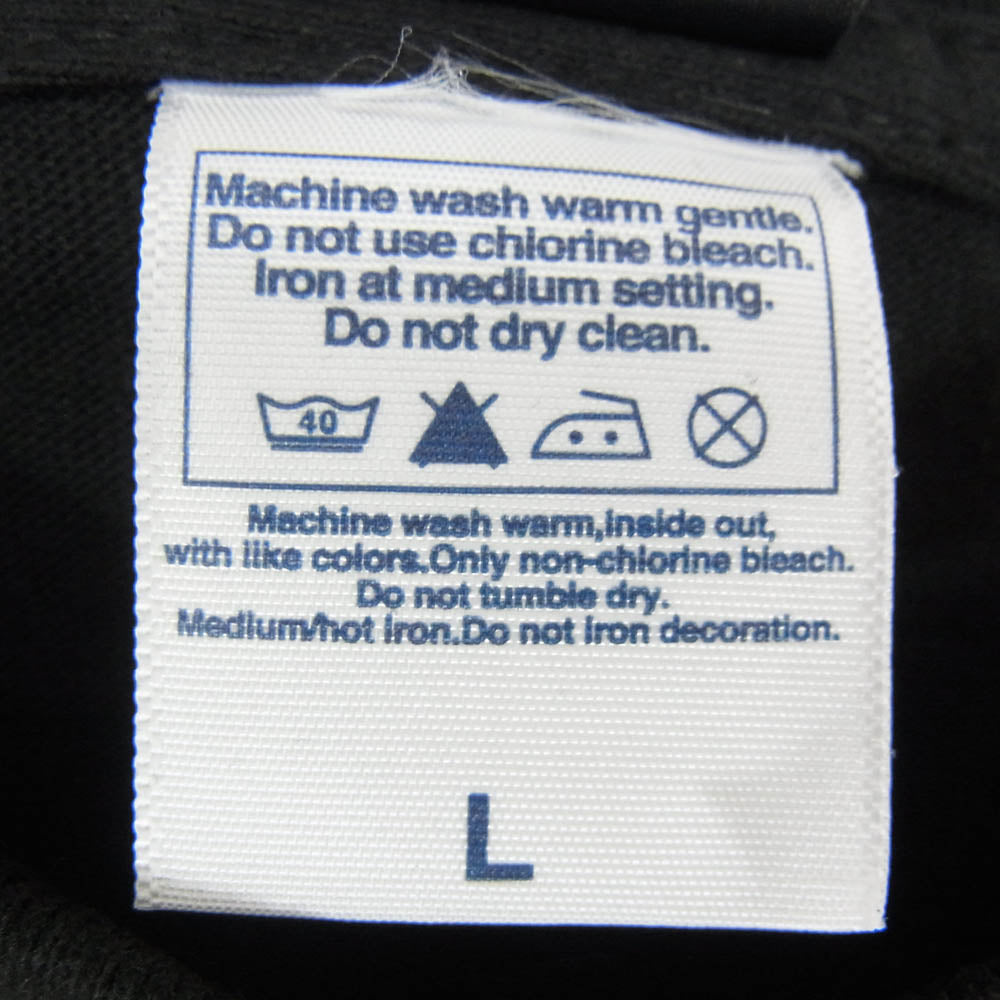 Machine wash warm gentle.
Do not use chlorine bleach.
Iron at medium setting.
Do not dry clean.
40
Machine wash warm,inside out,
with like colors.Only non-chlorine bleach.
Do not tumble dry.
Medium/hot iron.Do not iron decoration.
L